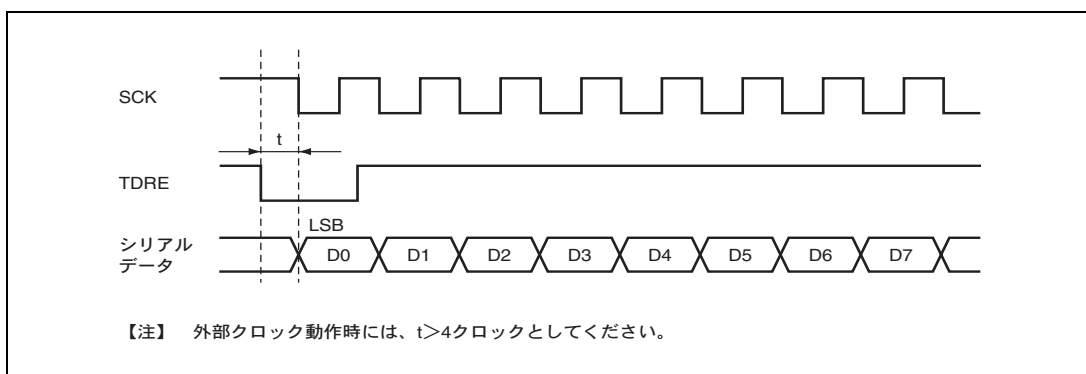 SCK
t
TDRE
LSB
シリアル
データ
D0 D1 D2 D3 D4 D5 D6 D7
【注】 外部クロック動作時には、t＞4クロックとしてください。